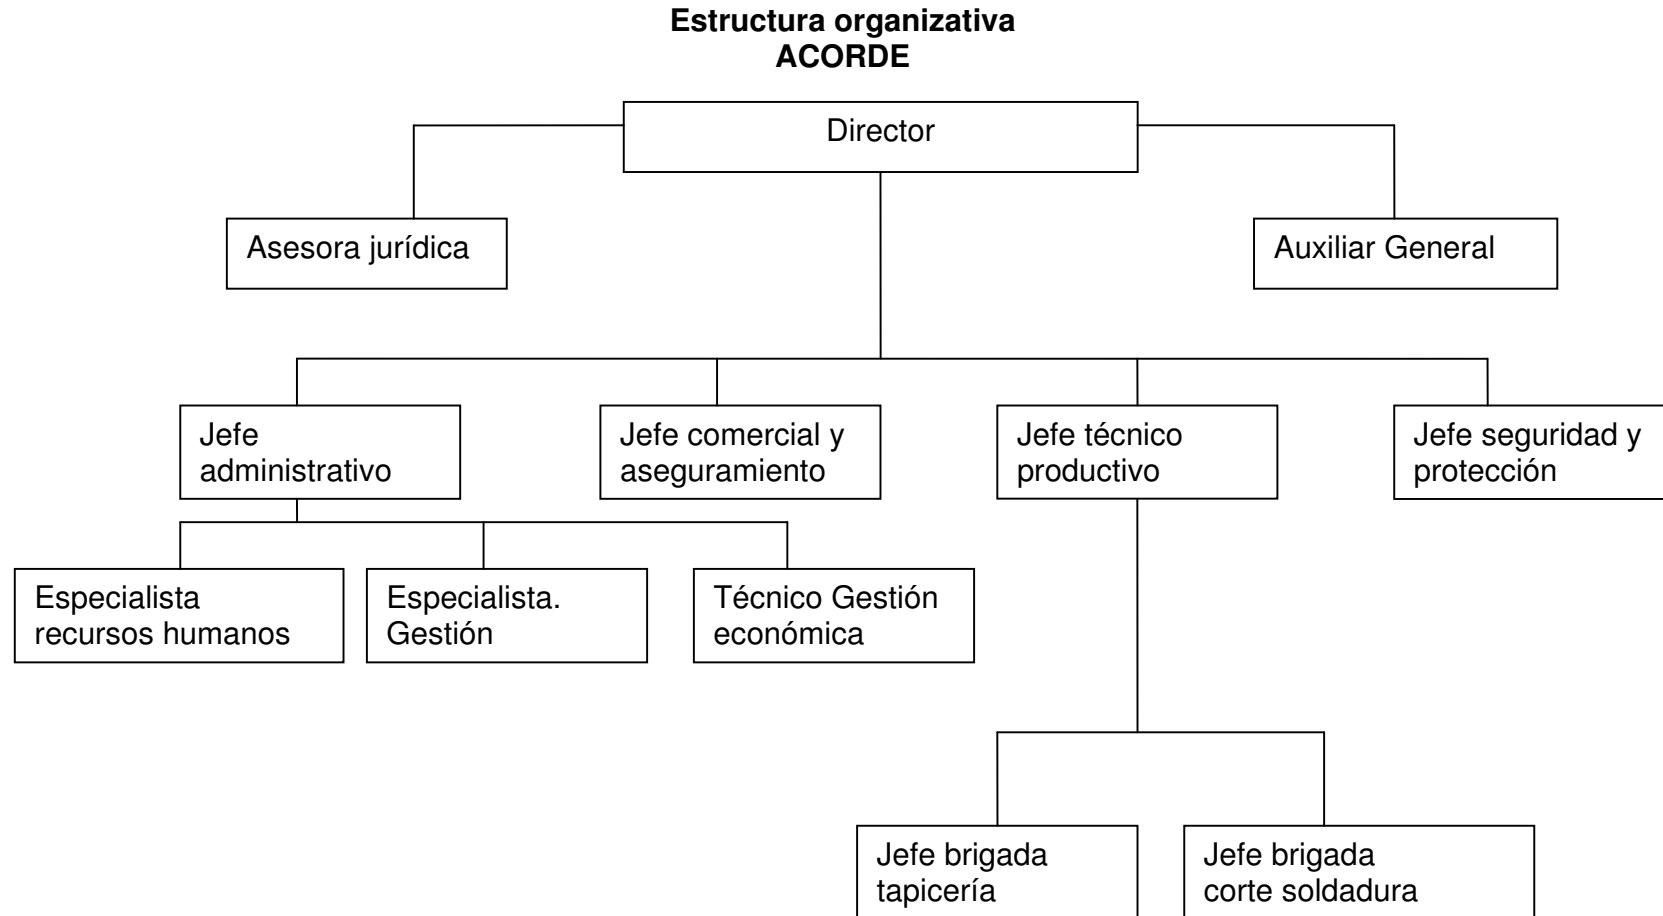 Estructura organizativa
ACORDE
Director
Asesora jurídica
Auxiliar General
Jefe
administrativo
Jefe comercial y
aseguramiento
Jefe técnico
productivo
Jefe seguridad y
protección
Especialista
recursos humanos
Especialista.
Gestión
Técnico Gestión
económica
Jefe brigada
tapicería
Jefe brigada
corte soldadura